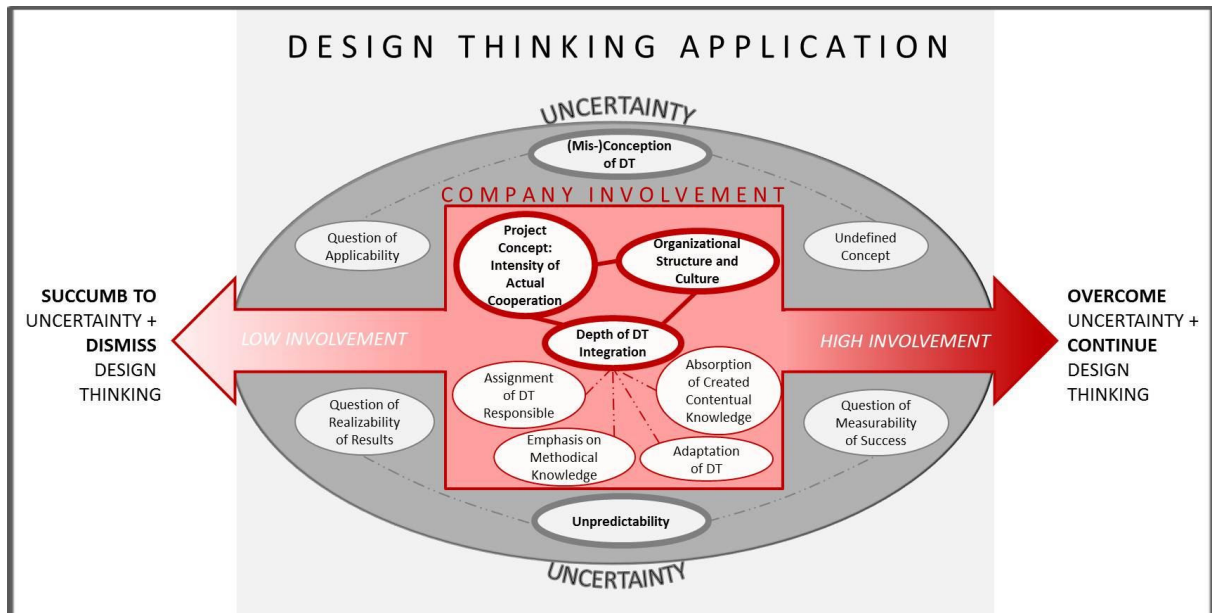 DESIGN THINKING APPLICATION
UNCERTAINTY
(Mis-)Conception
of DT
COMPANY INVOLVEMENT
Question of
Applicability
Project
Concept:
Intensity of
Actual
Cooperation
Organizational
Structure and
Culture
Undefined
Concept
SUCCUMB TO
UNCERTAINTY +
DISMISS
DESIGN
THINKING
LOW INVOLVEMENT
Depth of DT
Integration
HIGH INVOLVEMENT
OVERCOME
UNCERTAINTY +
CONTINUE
DESIGN
THINKING
Question of
Realizability
of Results
Assignment
of DT
Responsible
Absorption
of Created
Contentual
Knowledge
Question of
Measurability
of Success
Emphasis on
Methodical
Knowledge
Adaptation
of DT
Unpredictability
UNCERTAINTY